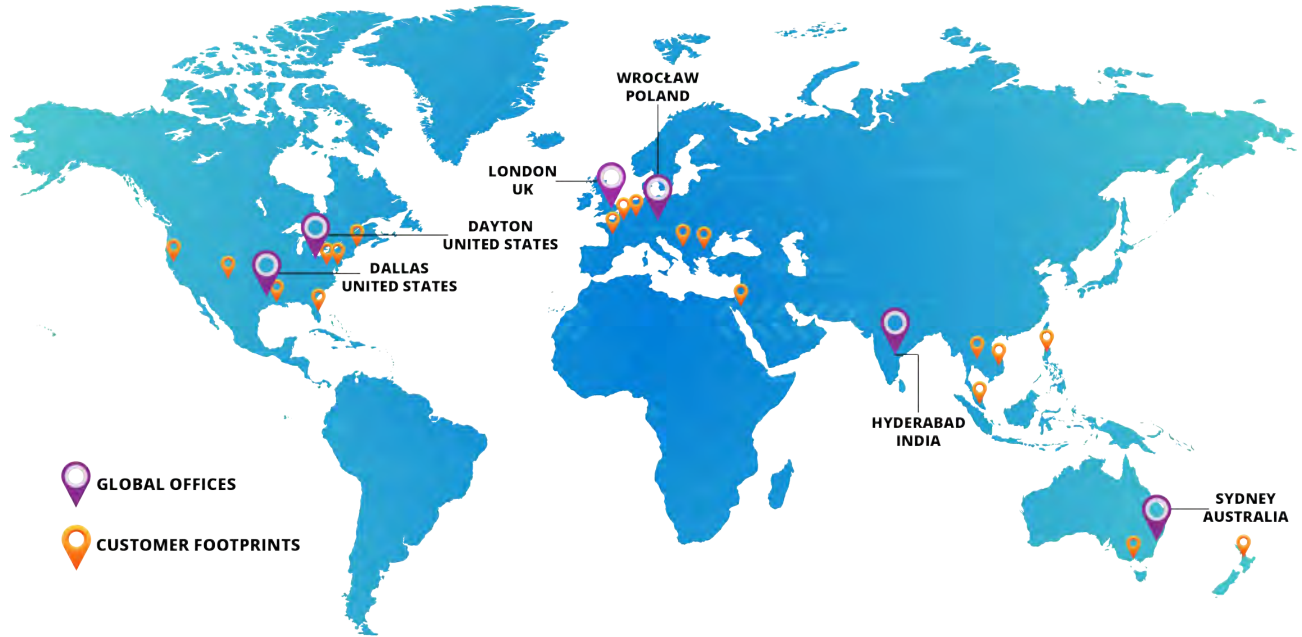 WROCŁAW
POLAND
LONDON
UK
DAYTON
UNITED STATES
DALLAS
UNITED STATES
HYDERABAD
INDIA
GLOBAL OFFICES
CUSTOMER FOOTPRINTS
SYDNEY
AUSTRALIA